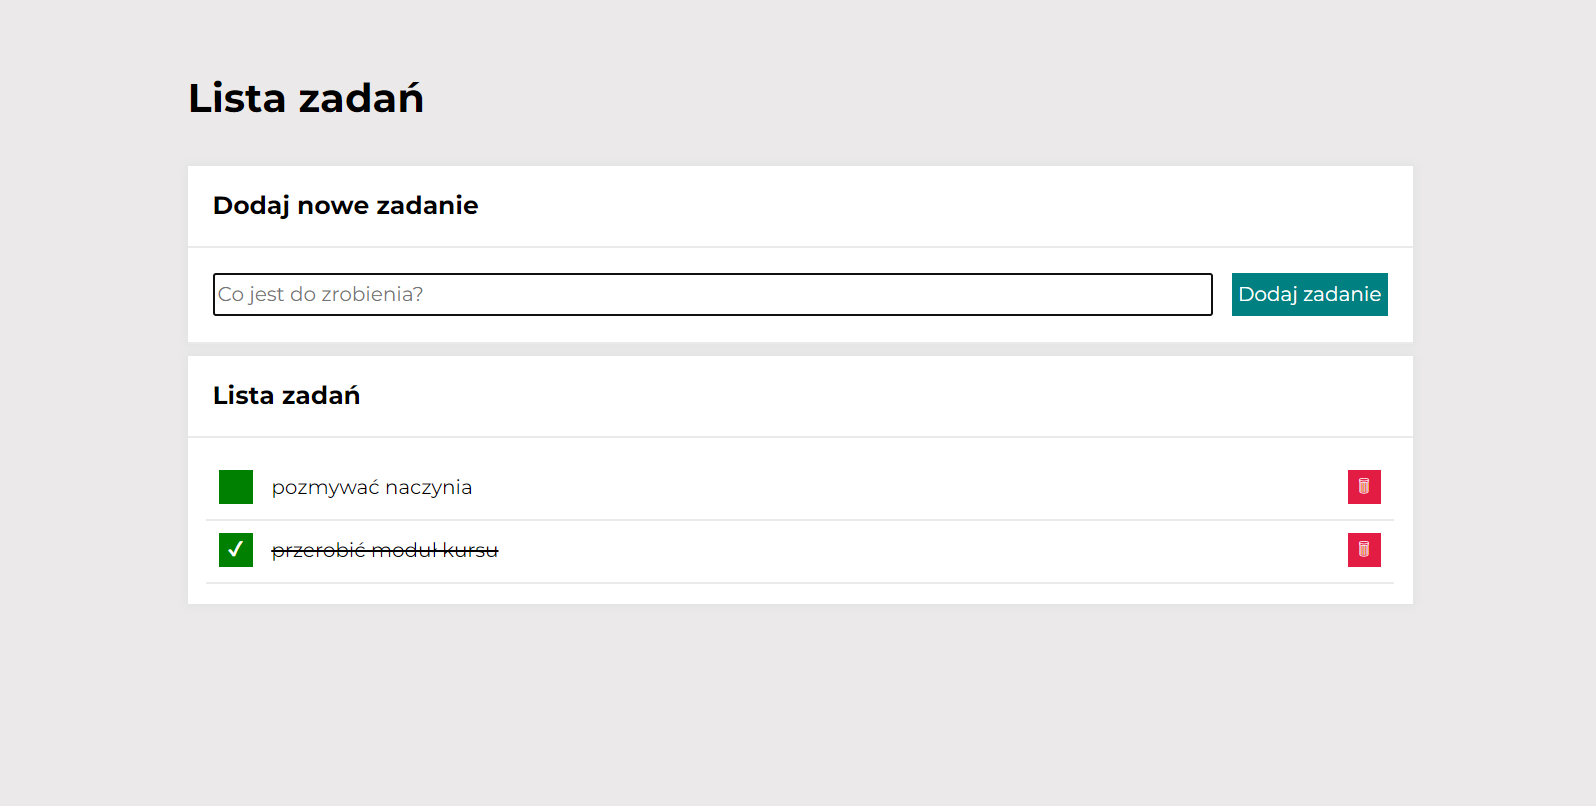 Lista zadań
Dodaj nowe zadanie
Co jest do zrobienia?
Dodaj zadanie
Lista zadań
pozmywać naczynia
przerobić moduł kursu